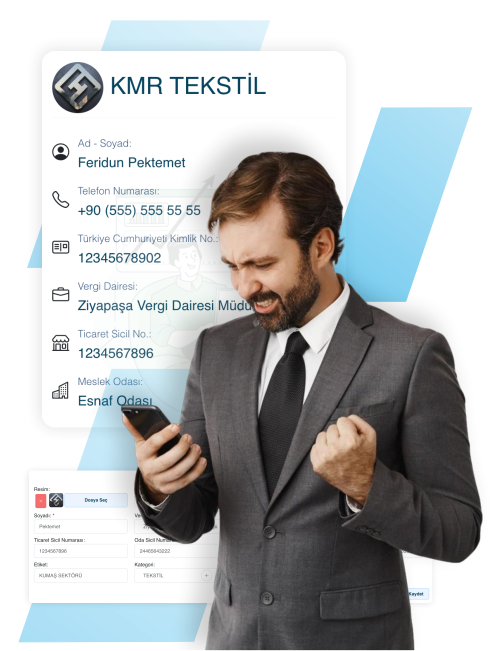 KMR TEKSTİL
Ad - Soyad:
Feridun Pektemet
Telefon Numarası:
+90 (555) 555 55 55
Türkiye Cumhuriyeti Kimlik No.:
12345678902
Vergi Dairesi:
Ziyapaşa Vergi Dairesi Müdü
Ticaret Sicil No.:
1234567896
Meslek Odası:
Esnaf Odası
Resim:
Dosya Seç
Soyadı: *
Pektemet
Ticaret Sicil Numarası:
Oda Sicil Numa
1234567896
24465643222
Etiket:
Kategori:
KUMAŞ SEKTÖRÜ
TEKSTİL
+
Kaydet